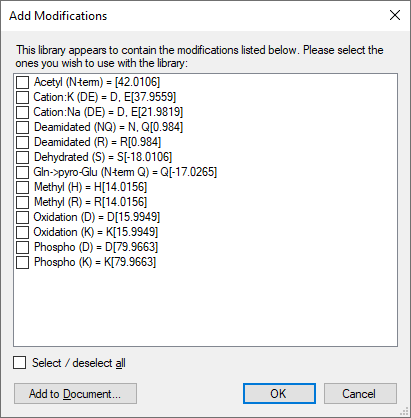 Add Modifications
This library appears to contain the modifications listed below. Please select the
ones you wish to use with the library:
Acetyl (N-term) = [42.0106]
Cation:K (DE) = D, E[37.9559]
Cation:Na (DE) = D, E[21.9819]
Deamidated (NQ) = N, Q[0.984]
Deamidated (R) = R[0.984]
Dehydrated (S) = S[-18.0106]
Gln->pyro-Glu (N-term Q) = Q[-17.0265]
Methyl (H) = H[14.0156]
Methyl (R) = R[14.0156]
Oxidation (D) = D[15.9949]
Oxidation (K) = K[15.9949]
Phospho (D) = D[79.9663]
Phospho (K) = K[79.9663]
Select / deselect all
Add to Document... OK Cancel